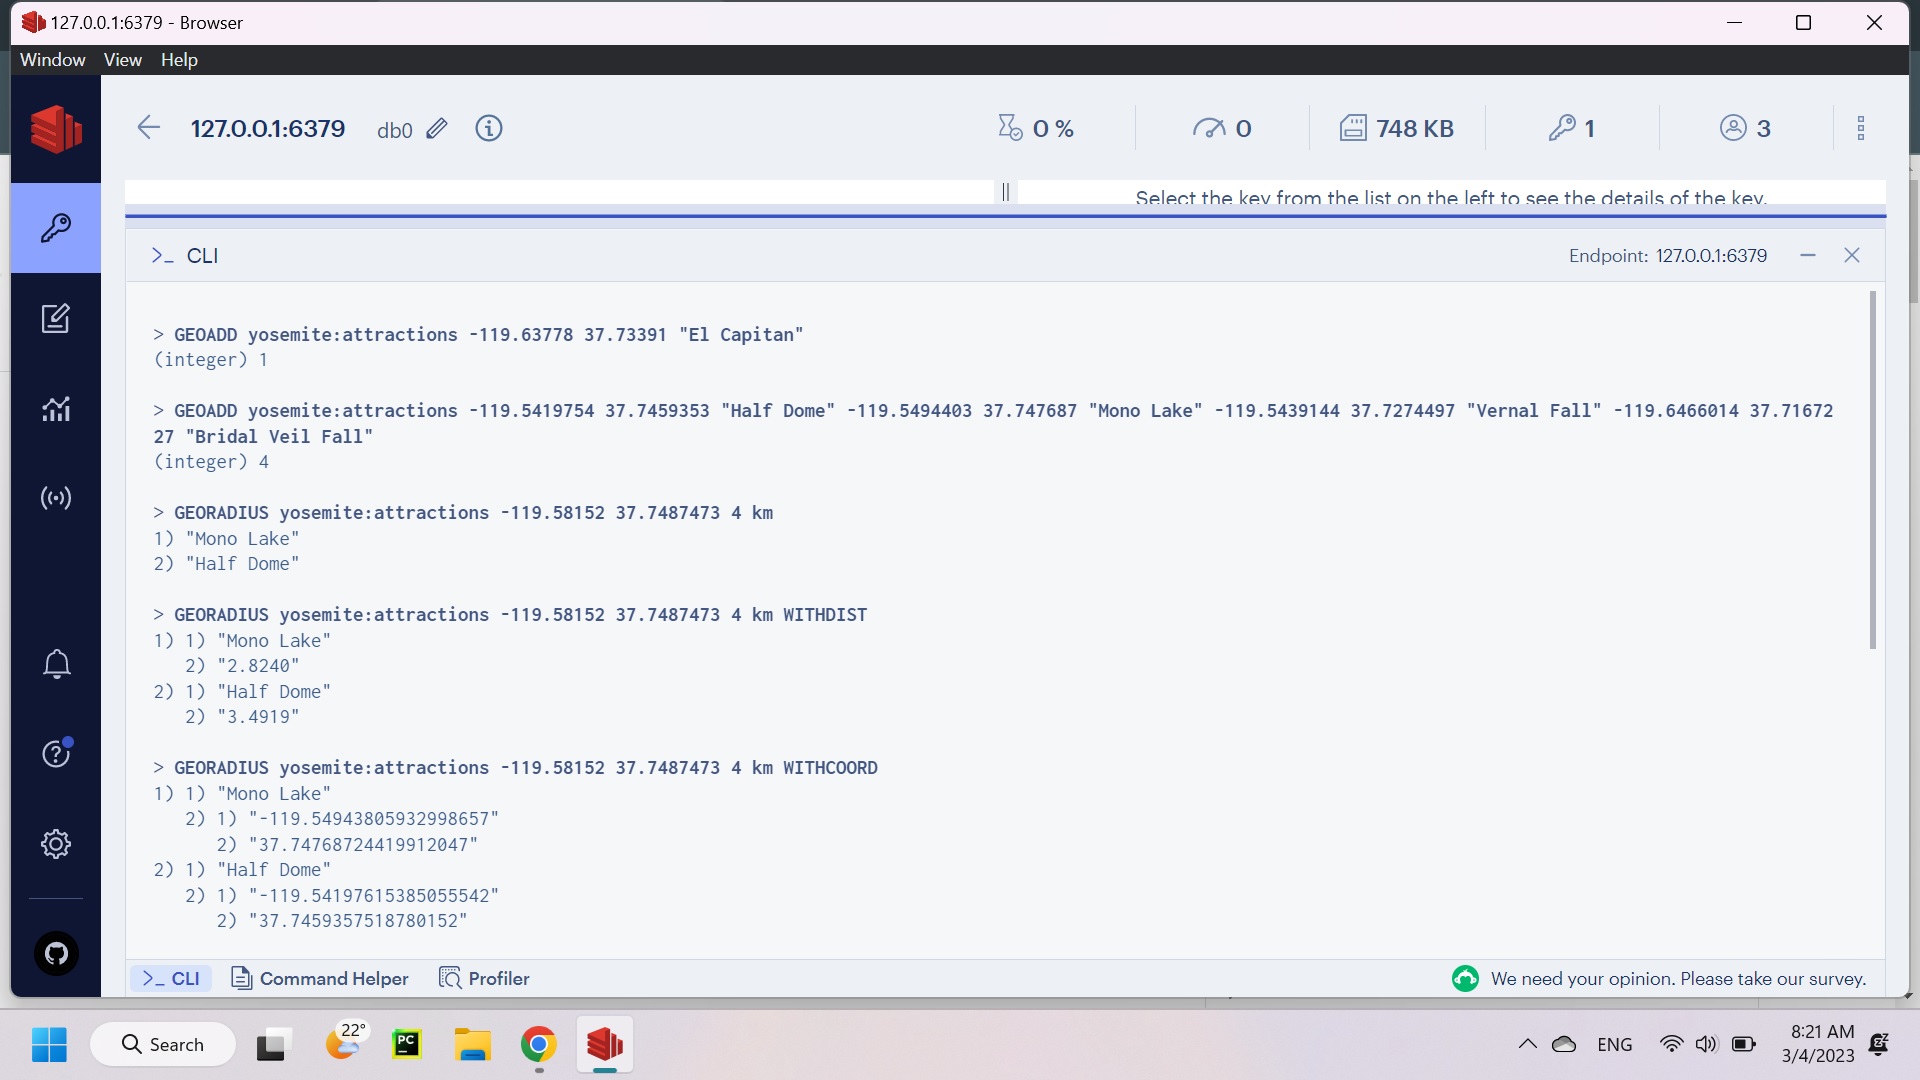 127.0.0.1:6379 - Browser
Window View Help
127.0.0.1:6379 db0 0 % 0 748 KB 1 3
Select the key from the list on the left to see the details of the key.
>_ CLI Endpoint: 127.0.0.1:6379
> GEOADD yosemite:attractions -119.63778 37.73391 "El Capitan"
(integer) 1
> GEOADD yosemite:attractions -119.5419754 37.7459353 "Half Dome" -119.5494403 37.747687 "Mono Lake" -119.5439144 37.7274497 "Vernal Fall" -119.6466014 37.71672
27 "Bridal Veil Fall"
(integer) 4
> GEORADIUS yosemite:attractions -119.58152 37.7487473 4 km
1) "Mono Lake"
2) "Half Dome"
> GEORADIUS yosemite:attractions -119.58152 37.7487473 4 km WITHDIST
1) 1) "Mono Lake"
2) "2.8240"
2) 1) "Half Dome"
2) "3.4919"
> GEORADIUS yosemite:attractions -119.58152 37.7487473 4 km WITHCOORD
1) 1) "Mono Lake"
2) 1) "-119.54943805932998657"
2) "37.74768724419912047"
2) 1) "Half Dome"
2) 1) "-119.54197615385055542"
2) "37.7459357518780152"
>_ CLI Command Helper Profiler We need your opinion. Please take our survey.
Search 22° PC ENG 8:21 AM
3/4/2023